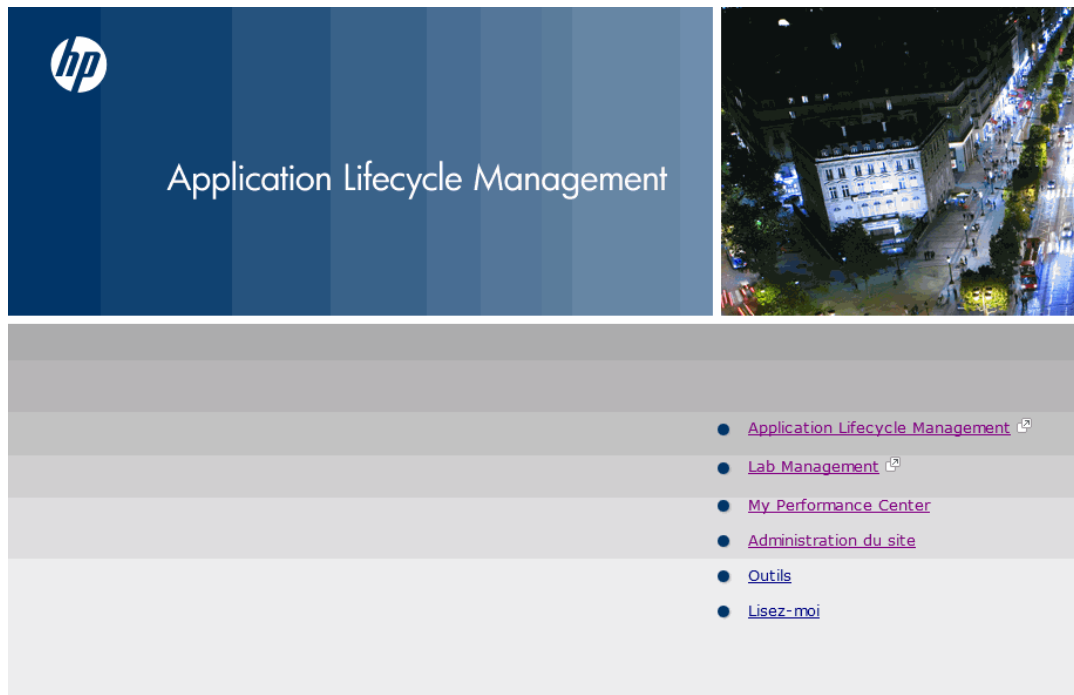 hp
Application Lifecycle Management
Application Lifecycle Management
Lab Management
My Performance Center
Administration du site
Outils
Lisez-moi